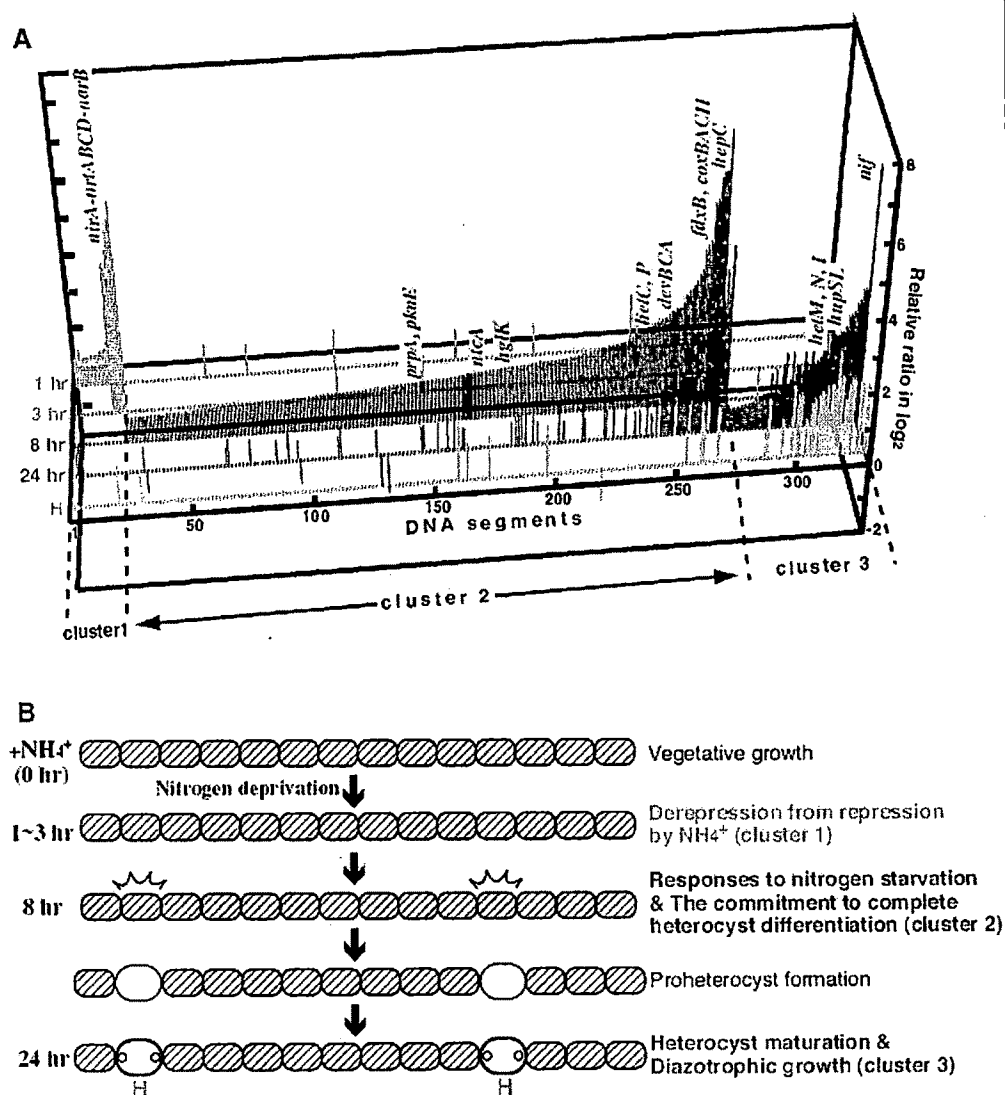 A
nirA-nrtABCD-narB
prpA, pknE
ntcA
hglK
hetC, P
devBCA
fdxB, coxBACII
hepC
hetM, N, I
hupSL
nif
8
6
4
2
0
-2
Relative ratio in log2
1 hr
3 hr
8 hr
24 hr
H
1
50
100
150
200
250
300
DNA segments
cluster1
cluster 2
cluster 3
B
+NH4+
(0 hr)
Vegetative growth
Nitrogen deprivation
1~3 hr
Derepression from repression
by NH4+ (cluster 1)
8 hr
Responses to nitrogen starvation
& The commitment to complete
heterocyst differentiation (cluster 2)
Proheterocyst formation
24 hr
Heterocyst maturation &
Diazotrophic growth (cluster 3)
H
H